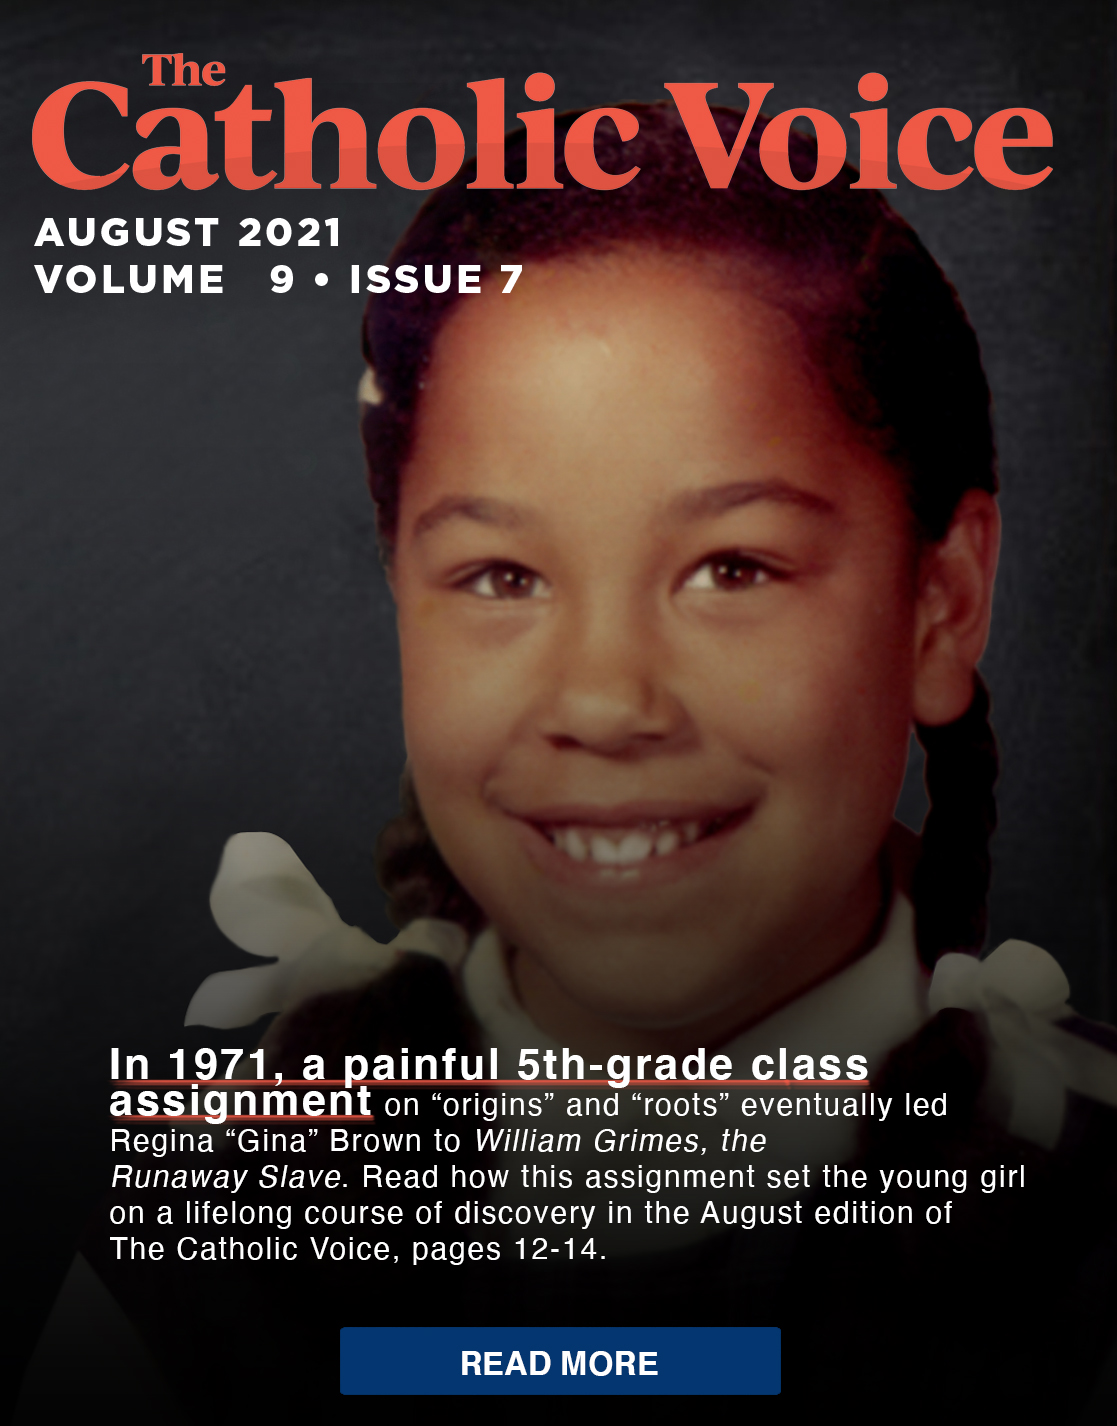 The
Catholic Voice
AUGUST 2021
VOLUME 9 • ISSUE 7
In 1971, a painful 5th-grade class
assignment on “origins” and “roots” eventually led
Regina “Gina” Brown to William Grimes, the
Runaway Slave. Read how this assignment set the young girl
on a lifelong course of discovery in the August edition of
The Catholic Voice, pages 12-14.
READ MORE